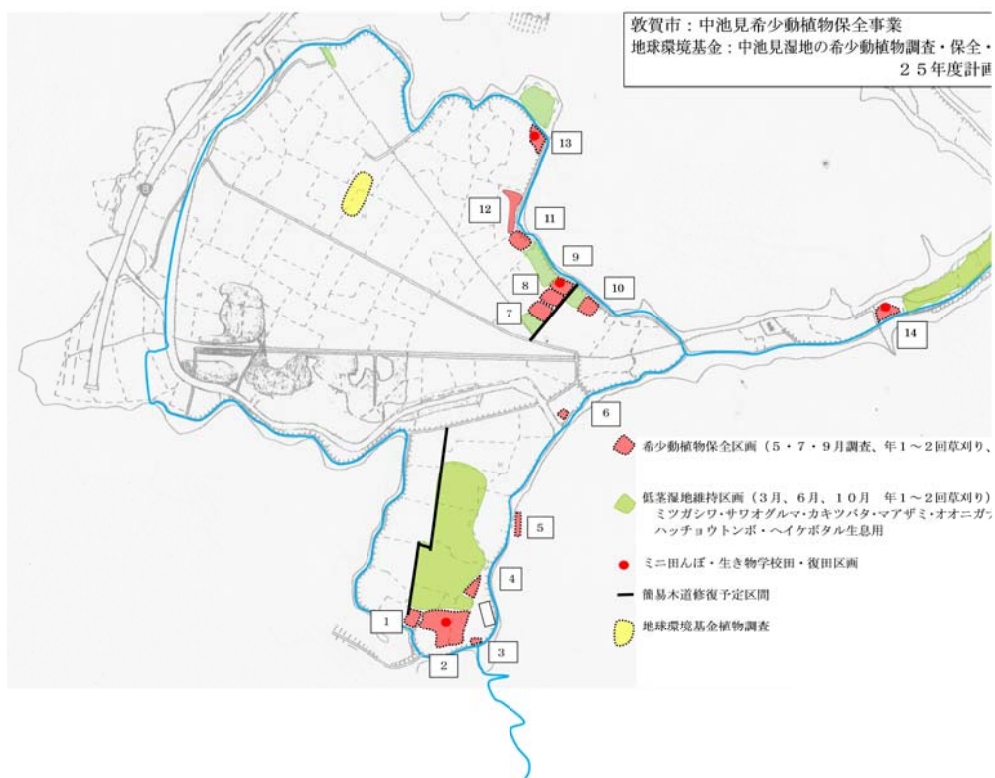 敦賀市：中池見希少動植物保全事業
地球環境基金：中池見湿地の希少動植物調査・保全・
２５年度計画
13
12
11
9
8
10
7
14
6
希少動植物保全区画（５・７・９月調査、年１～２回草刈り、
低茎湿地維持区画（３月、６月、１０月　年１～２回草刈り）
ミツガシワ・サワオグルマ・カキツバタ・マアザミ・オオニガナ
ハッチョウトンボ・ヘイケボタル生息用
5
ミニ田んぼ・生き物学校田・復田区画
4
簡易木道修復予定区間
1
地球環境基金植物調査
3
2